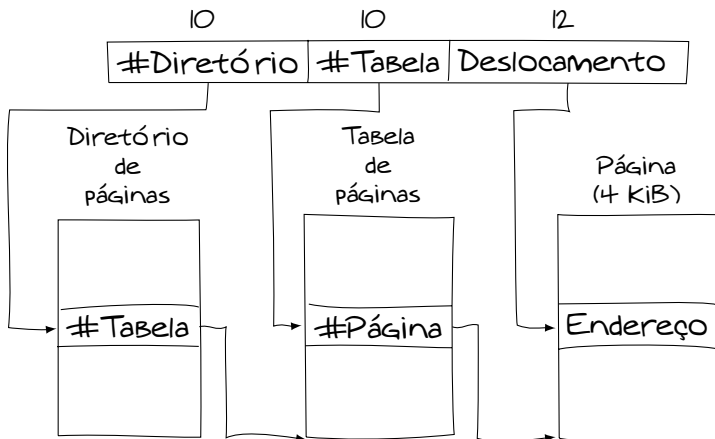 10 10 12
#Diretório #Tabela Deslocamento
Diretório
de
páginas
Tabela
de
páginas
Página
(4 KiB)
#Tabela
#Página
Endereço